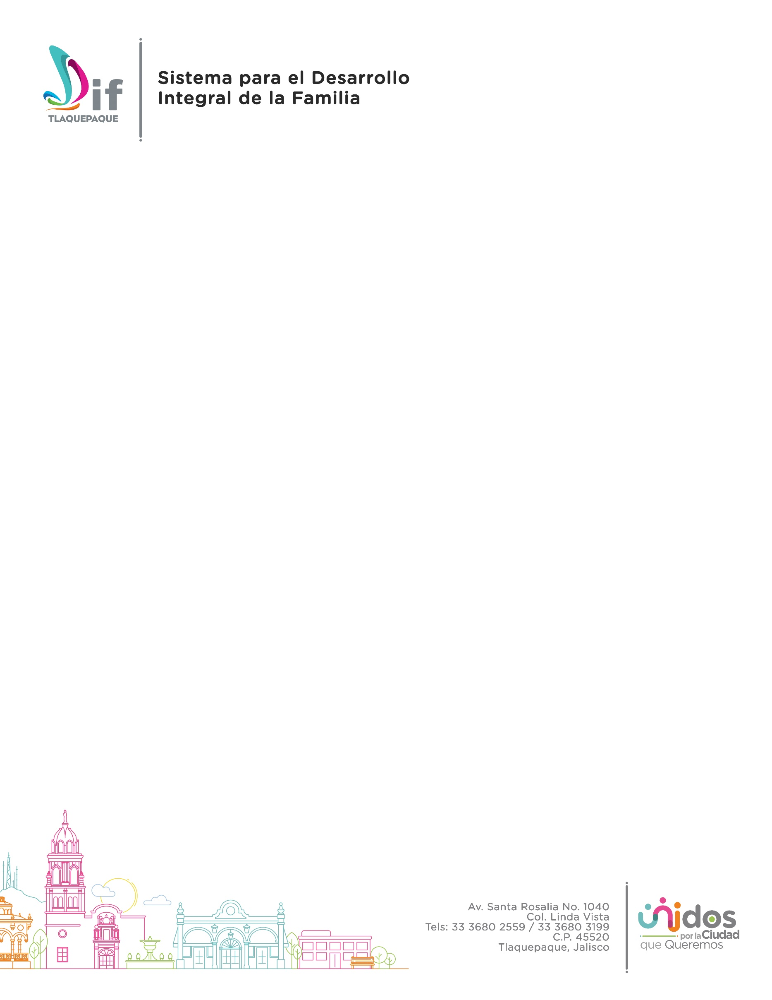 Dif
TLAQUEPAQUE
Sistema para el Desarrollo
Integral de la Familia
Av. Santa Rosalia No. 1040
Col. Linda Vista
Tels: 33 3680 2559 / 33 3680 3199
C.P. 45520
Tlaquepaque, Jalisco
unidos
por la Ciudad
que Queremos